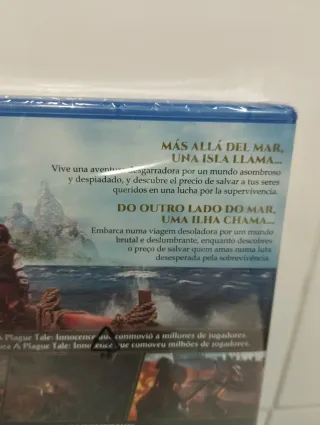 MÁS ALLÁ DEL MAR,
UNA ISLA LLAMA...
Vive una aventura desgarradora por un mundo asombroso
y despiadado, y descubre el precio de salvar a tus seres
queridos en una lucha por la supervivencia.
DO OUTRO LADO DO MAR,
UMA ILHA CHAMA...
Embarca numa viagem desoladora por um mundo
brutal e deslumbrante, enquanto descobres
o preço de salvar quem amas numa luta
desesperada pela sobrevivência.
A Plague Tale: Innocence que conmovió a millones de jugadores.
A Plague Tale: Innocence que comoveu milhões de jogadores.